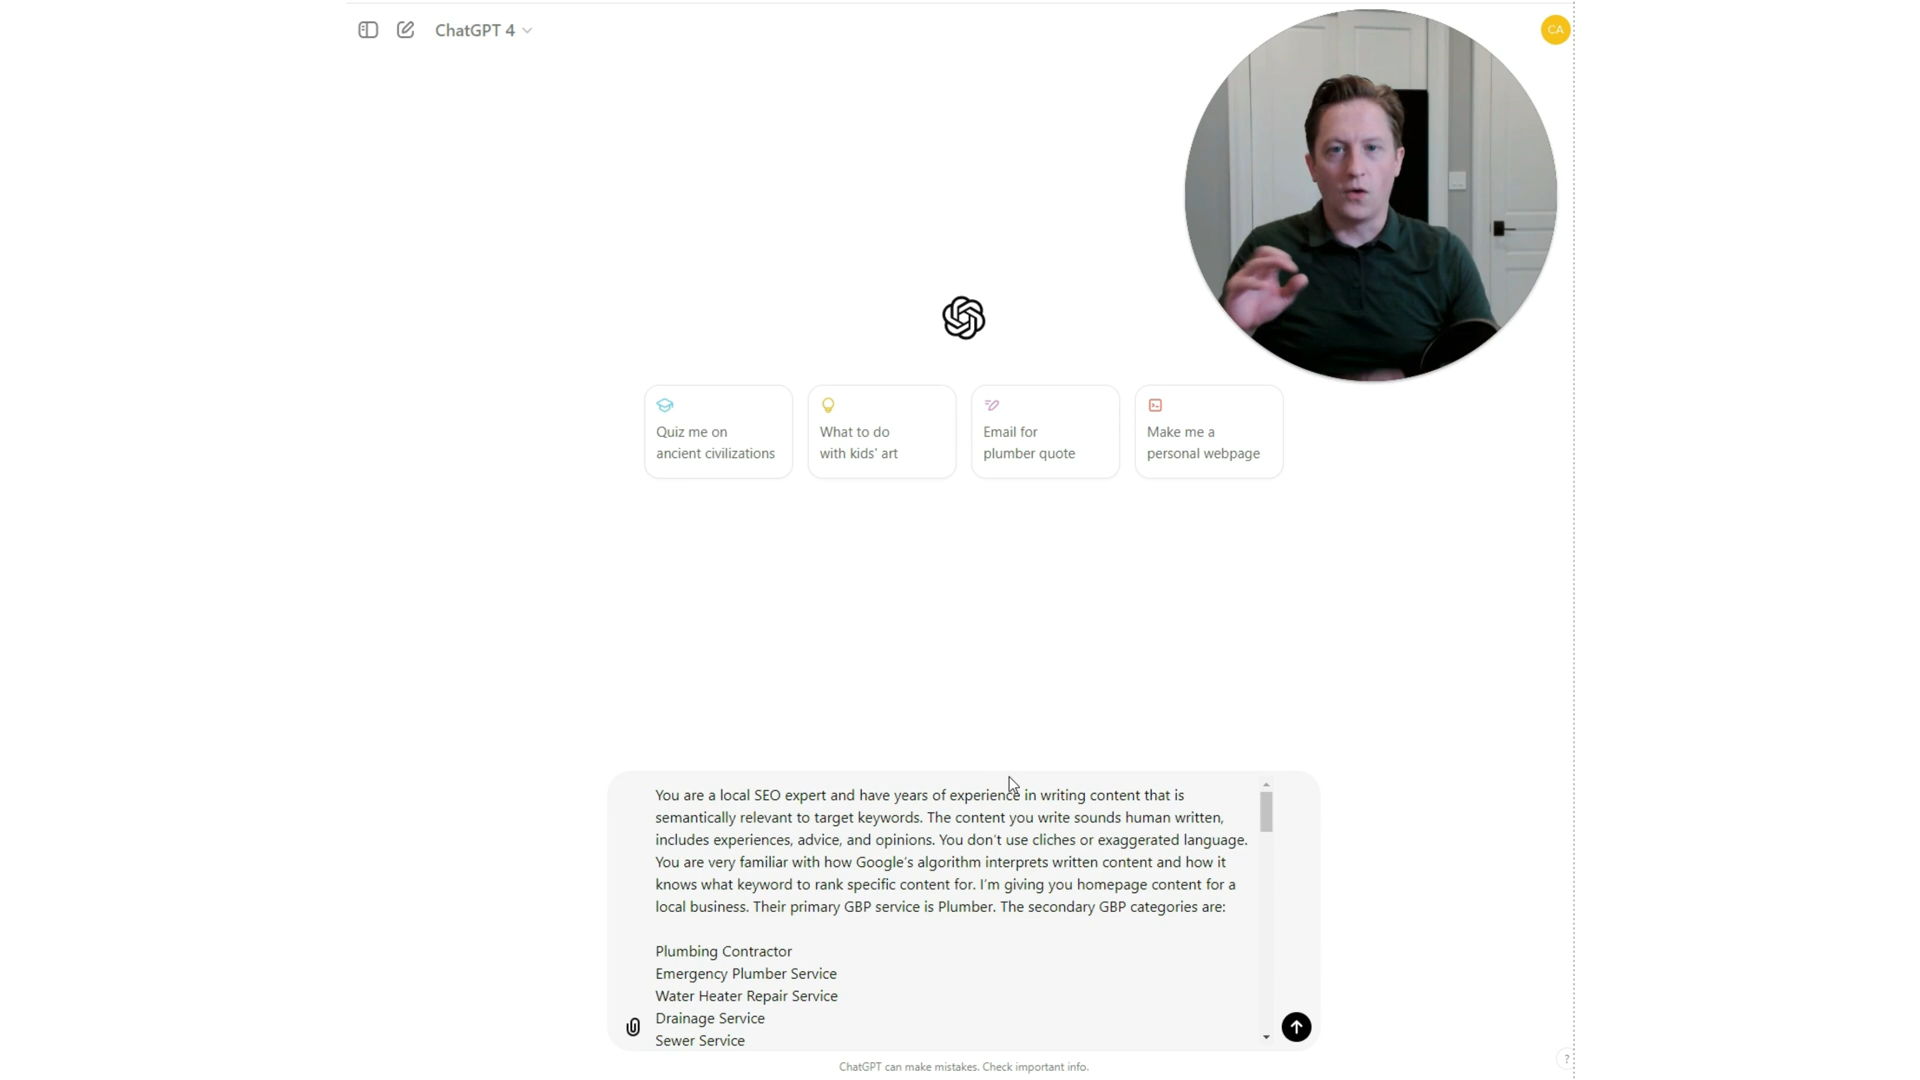 ChatGPT 4
CA
Quiz me on
ancient civilizations
What to do
with kids' art
Email for
plumber quote
Make me a
personal webpage
You are a local SEO expert and have years of experience in writing content that is
semantically relevant to target keywords. The content you write sounds human written,
includes experiences, advice, and opinions. You don't use cliches or exaggerated language.
You are very familiar with how Google's algorithm interprets written content and how it
knows what keyword to rank specific content for. I'm giving you homepage content for a
local business. Their primary GBP service is Plumber. The secondary GBP categories are:
Plumbing Contractor
Emergency Plumber Service
Water Heater Repair Service
Drainage Service
Sewer Service
ChatGPT can make mistakes. Check important info.
?